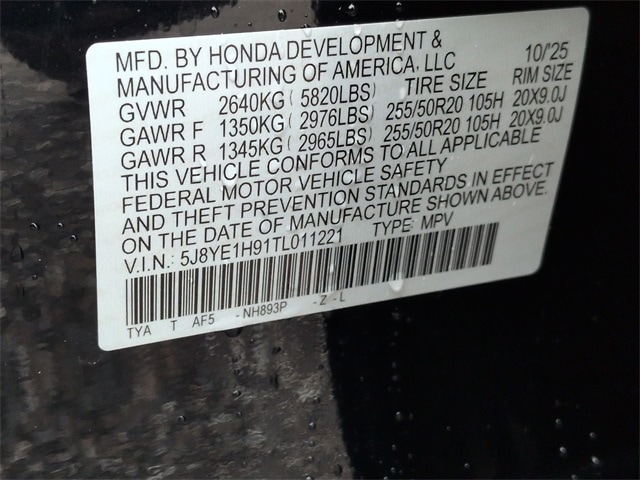 MFD. BY HONDA DEVELOPMENT & 10/'25
MANUFACTURING OF AMERICA, LLC
TIRE SIZE RIM SIZE
GVWR 2640KG ( 5820LBS)
GAWR F 1350KG ( 2976LBS) 255/50R20 105H 20X9.0J
GAWR R 1345KG ( 2965LBS) 255/50R20 105H 20X9.0J
THIS VEHICLE CONFORMS TO ALL APPLICABLE
FEDERAL MOTOR VEHICLE SAFETY
AND THEFT PREVENTION STANDARDS IN EFFECT
ON THE DATE OF MANUFACTURE SHOWN ABOVE.
V.I.N: 5J8YE1H91TL011221 TYPE: MPV
TYA T AF5 -NH893P -Z -L